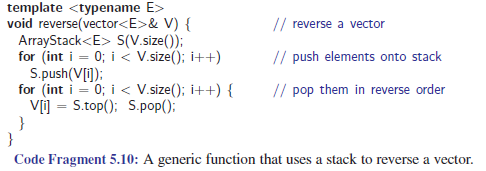 template <typename E>
void reverse(vector<E>& V) { // reverse a vector
ArrayStack<E> S(V.size());
for (int i = 0; i < V.size(); i++) // push elements onto stack
S.push(V[i]);
for (int i = 0; i < V.size(); i++) { // pop them in reverse order
V[i] = S.top(); S.pop();
}
}
Code Fragment 5.10: A generic function that uses a stack to reverse a vector.